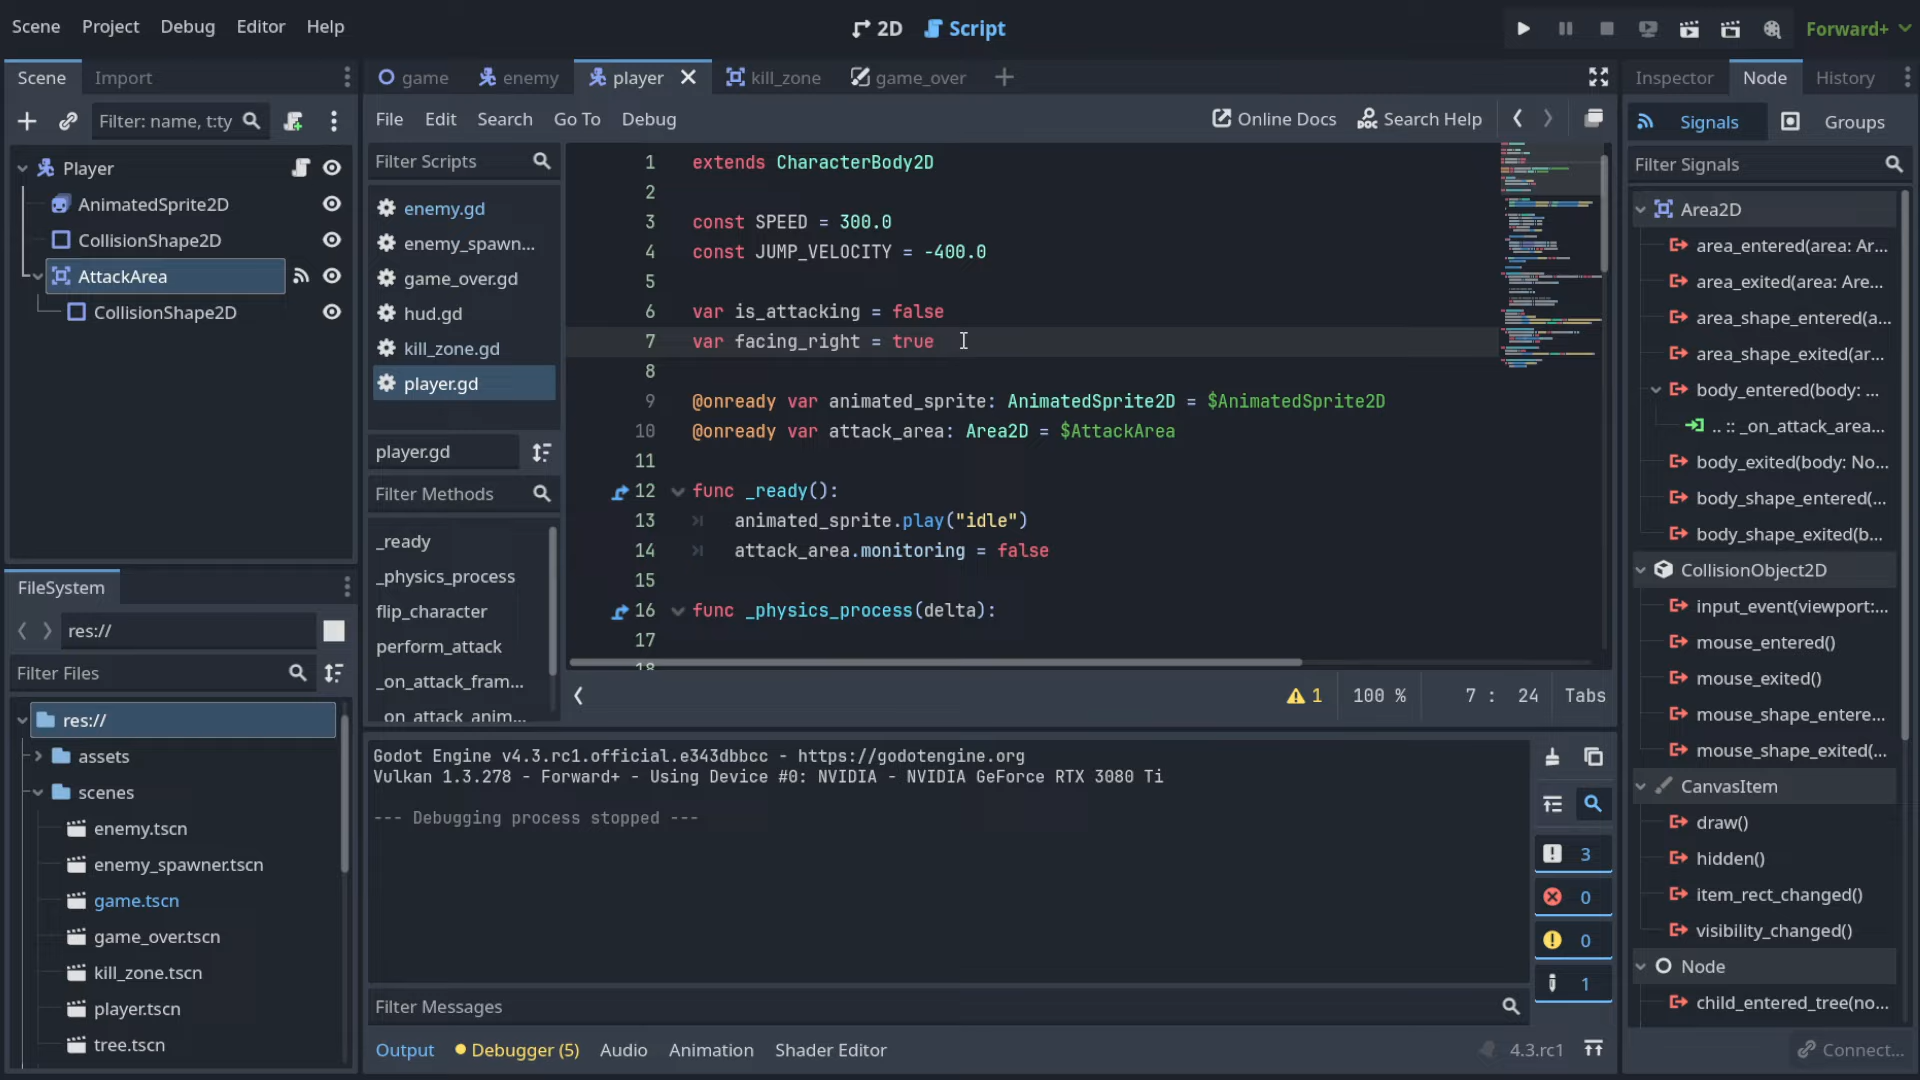 Scene Project Debug Editor Help
2D Script
Forward+
Scene Import
Filter: name, t:ty
Player
AnimatedSprite2D
CollisionShape2D
AttackArea
CollisionShape2D
FileSystem
res://
Filter Files
res://
assets
scenes
enemy.tscn
enemy_spawner.tscn
game.tscn
game_over.tscn
kill_zone.tscn
player.tscn
tree.tscn
game enemy player kill_zone game_over
File Edit Search Go To Debug
Online Docs Search Help
Filter Scripts
enemy.gd
enemy_spawn...
game_over.gd
hud.gd
kill_zone.gd
player.gd
player.gd
Filter Methods
_ready
_physics_process
flip_character
perform_attack
_on_attack_fram...
_on_attack_anim...
1 extends CharacterBody2D
2
3 const SPEED = 300.0
4 const JUMP_VELOCITY = -400.0
5
6 var is_attacking = false
7 var facing_right = true
8
9 @onready var animated_sprite: AnimatedSprite2D = $AnimatedSprite2D
10 @onready var attack_area: Area2D = $AttackArea
11
12 func _ready():
13 animated_sprite.play("idle")
14 attack_area.monitoring = false
15
16 func _physics_process(delta):
17
18
1 100 % 7 : 24 Tabs
Godot Engine v4.3.rc1.official.e343dbbcc - https://godotengine.org
Vulkan 1.3.278 - Forward+ - Using Device #0: NVIDIA - NVIDIA GeForce RTX 3080 Ti
--- Debugging process stopped ---
3
0
0
1
Filter Messages
Output Debugger (5) Audio Animation Shader Editor
4.3.rc1
Inspector Node History
Signals Groups
Filter Signals
Area2D
area_entered(area: Ar...
area_exited(area: Are...
area_shape_entered(a...
area_shape_exited(ar...
body_entered(body: ...
.. :: _on_attack_area...
body_exited(body: No...
body_shape_entered(...
body_shape_exited(b...
CollisionObject2D
input_event(viewport:...
mouse_entered()
mouse_exited()
mouse_shape_entere...
mouse_shape_exited(...
CanvasItem
draw()
hidden()
item_rect_changed()
visibility_changed()
Node
child_entered_tree(no...
Connect...